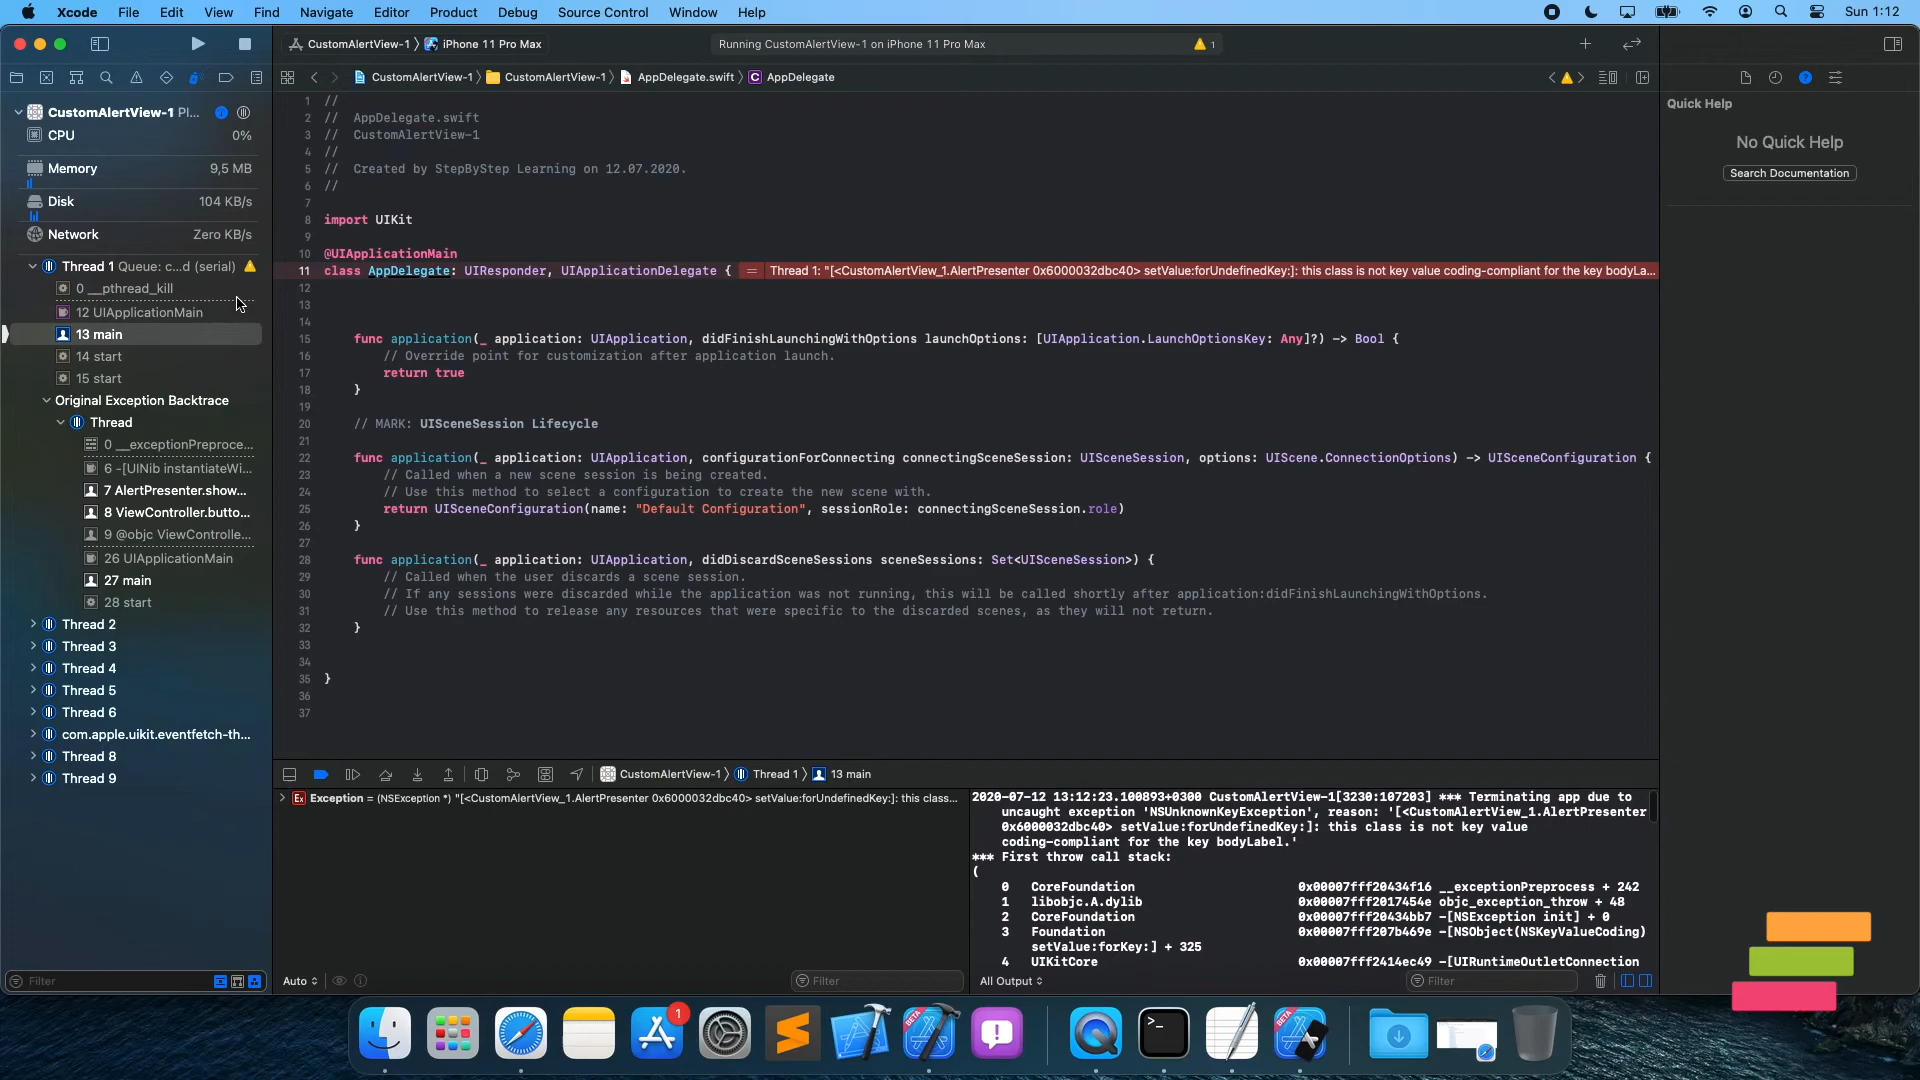 Xcode File Edit View Find Navigate Editor Product Debug Source Control Window Help Sun 1:12
CustomAlertView-1 iPhone 11 Pro Max Running CustomAlertView-1 on iPhone 11 Pro Max 1
CustomAlertView-1 CustomAlertView-1 AppDelegate.swift C AppDelegate
CustomAlertView-1 PI...
CPU 0%
Memory 9,5 MB
Disk 104 KB/s
Network Zero KB/s
Thread 1 Queue: c...d (serial)
0 __pthread_kill
12 UIApplicationMain
13 main
14 start
15 start
Original Exception Backtrace
Thread
0 __exceptionPreproce...
6 -[UINib instantiateWi...
7 AlertPresenter.show...
8 ViewController.butto...
9 @objc ViewControlle...
26 UIApplicationMain
27 main
28 start
Thread 2
Thread 3
Thread 4
Thread 5
Thread 6
com.apple.uikit.eventfetch-th...
Thread 8
Thread 9
Filter
1 //
2 // AppDelegate.swift
3 // CustomAlertView-1
4 //
5 // Created by StepByStep Learning on 12.07.2020.
6 //
7
8 import UIKit
9
10 @UIApplicationMain
11 class AppDelegate: UIResponder, UIApplicationDelegate { = Thread 1: "[<CustomAlertView_1.AlertPresenter 0x6000032dbc40> setValue:forUndefinedKey:]: this class is not key value coding-compliant for the key bodyLa...
12
13
14
15 func application(_ application: UIApplication, didFinishLaunchingWithOptions launchOptions: [UIApplication.LaunchOptionsKey: Any]?) -> Bool {
16 // Override point for customization after application launch.
17 return true
18 }
19
20 // MARK: UISceneSession Lifecycle
21
22 func application(_ application: UIApplication, configurationForConnecting connectingSceneSession: UISceneSession, options: UIScene.ConnectionOptions) -> UISceneConfiguration {
23 // Called when a new scene session is being created.
24 // Use this method to select a configuration to create the new scene with.
25 return UISceneConfiguration(name: "Default Configuration", sessionRole: connectingSceneSession.role)
26 }
27
28 func application(_ application: UIApplication, didDiscardSceneSessions sceneSessions: Set<UISceneSession>) {
29 // Called when the user discards a scene session.
30 // If any sessions were discarded while the application was not running, this will be called shortly after application:didFinishLaunchingWithOptions.
31 // Use this method to release any resources that were specific to the discarded scenes, as they will not return.
32 }
33
34
35 }
36
37
CustomAlertView-1 Thread 1 13 main
Ex Exception = (NSException *) "[<CustomAlertView_1.AlertPresenter 0x6000032dbc40> setValue:forUndefinedKey:]: this class...
Auto Filter
2020-07-12 13:12:23.100893+0300 CustomAlertView-1[3230:107203] *** Terminating app due to
uncaught exception 'NSUnknownKeyException', reason: '[<CustomAlertView_1.AlertPresenter
0x6000032dbc40> setValue:forUndefinedKey:]: this class is not key value
coding-compliant for the key bodyLabel.'
*** First throw call stack:
(
0 CoreFoundation 0x00007fff20434f16 __exceptionPreprocess + 242
1 libobjc.A.dylib 0x00007fff2017454e objc_exception_throw + 48
2 CoreFoundation 0x00007fff20434bb7 -[NSException init] + 0
3 Foundation 0x00007fff207b469e -[NSObject(NSKeyValueCoding)
setValue:forKey:] + 325
4 UIKitCore 0x00007fff2414ec49 -[UIRuntimeOutletConnection
All Output Filter
Quick Help
No Quick Help
Search Documentation
1
BETA
BETA
>_